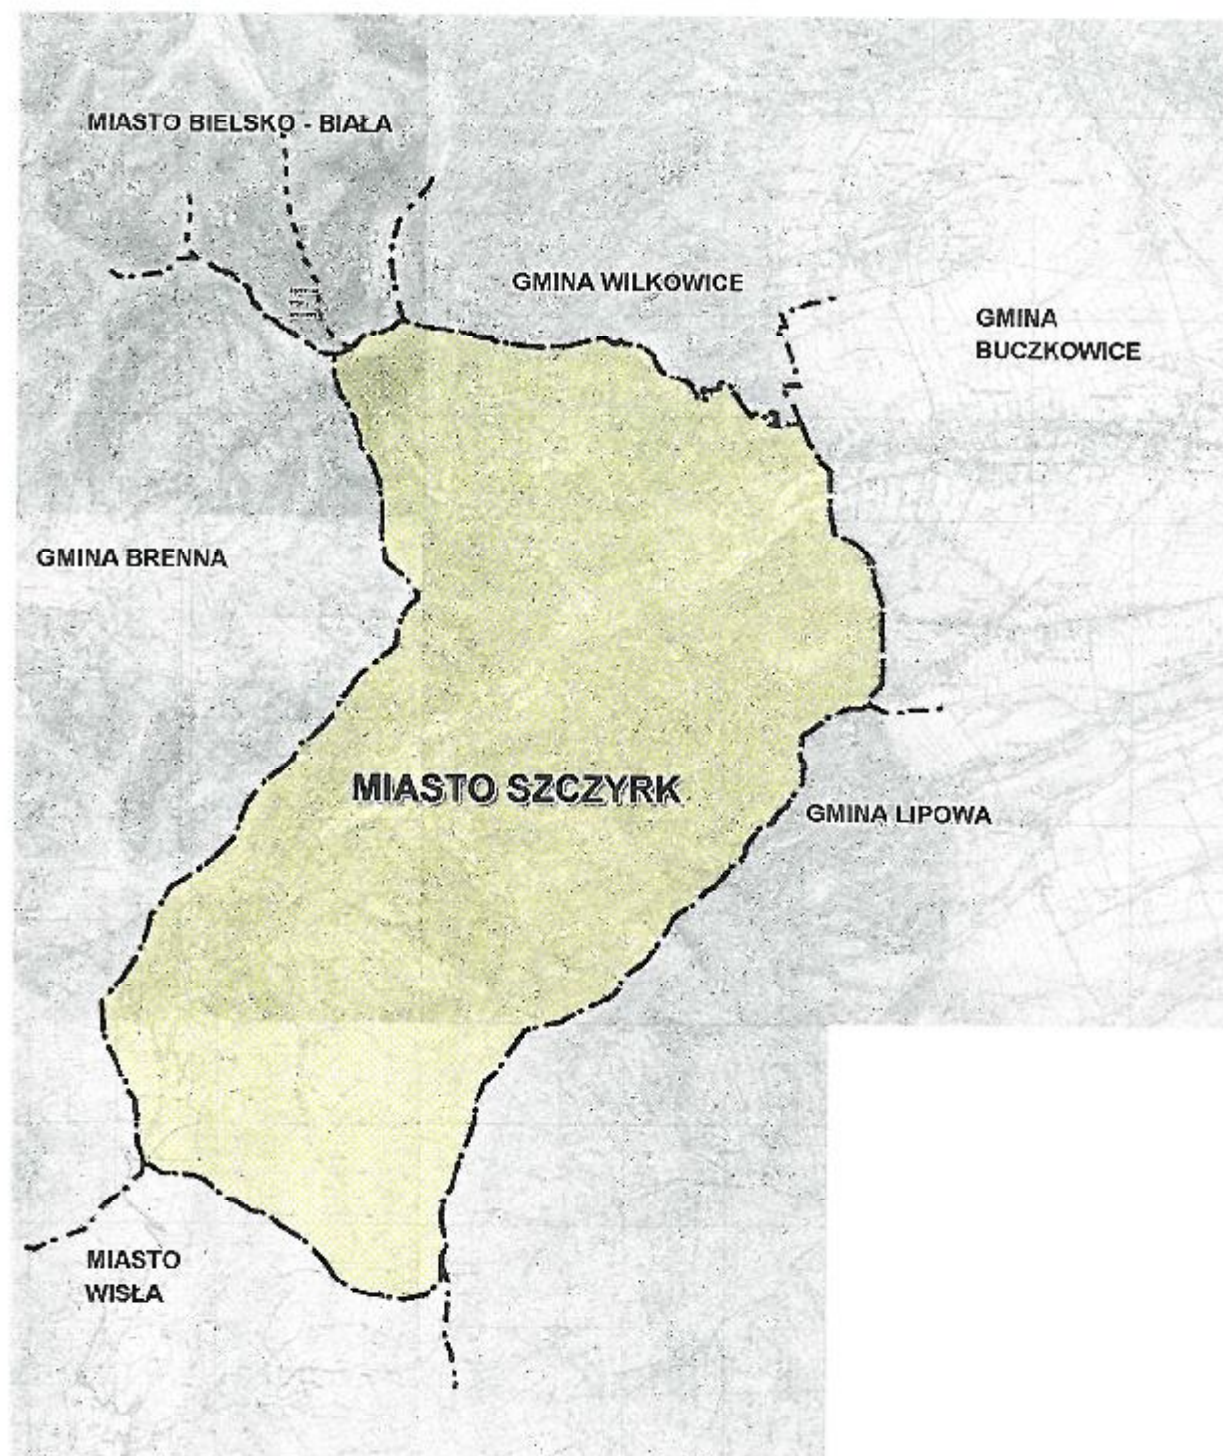 MIASTO BIELSKO - BIAŁA
GMINA WILKOWICE
GMINA
BUCZKOWICE
GMINA BRENNA
MIASTO SZCZYRK
GMINA LIPOWA
MIASTO
WISŁA